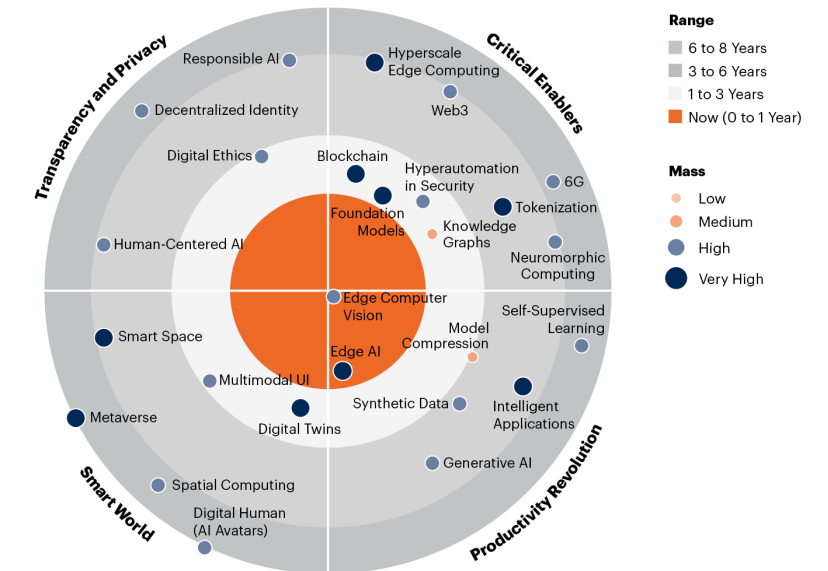 Transparency and Privacy
Critical Enablers
Responsible AI
Hyperscale
Edge Computing
Web3
Decentralized Identity
Digital Ethics
Blockchain
Hyperautomation
in Security
6G
Foundation
Models
Tokenization
Knowledge
Graphs
Human-Centered AI
Neuromorphic
Computing
Edge Computer
Vision
Self-Supervised
Learning
Smart Space
Model
Compression
Edge AI
Multimodal UI
Synthetic Data
Intelligent
Applications
Metaverse
Digital Twins
Generative AI
Spatial Computing
Digital Human
(AI Avatars)
Smart World
Productivity Revolution
Range
6 to 8 Years
3 to 6 Years
1 to 3 Years
Now (0 to 1 Year)
Mass
Low
Medium
High
Very High